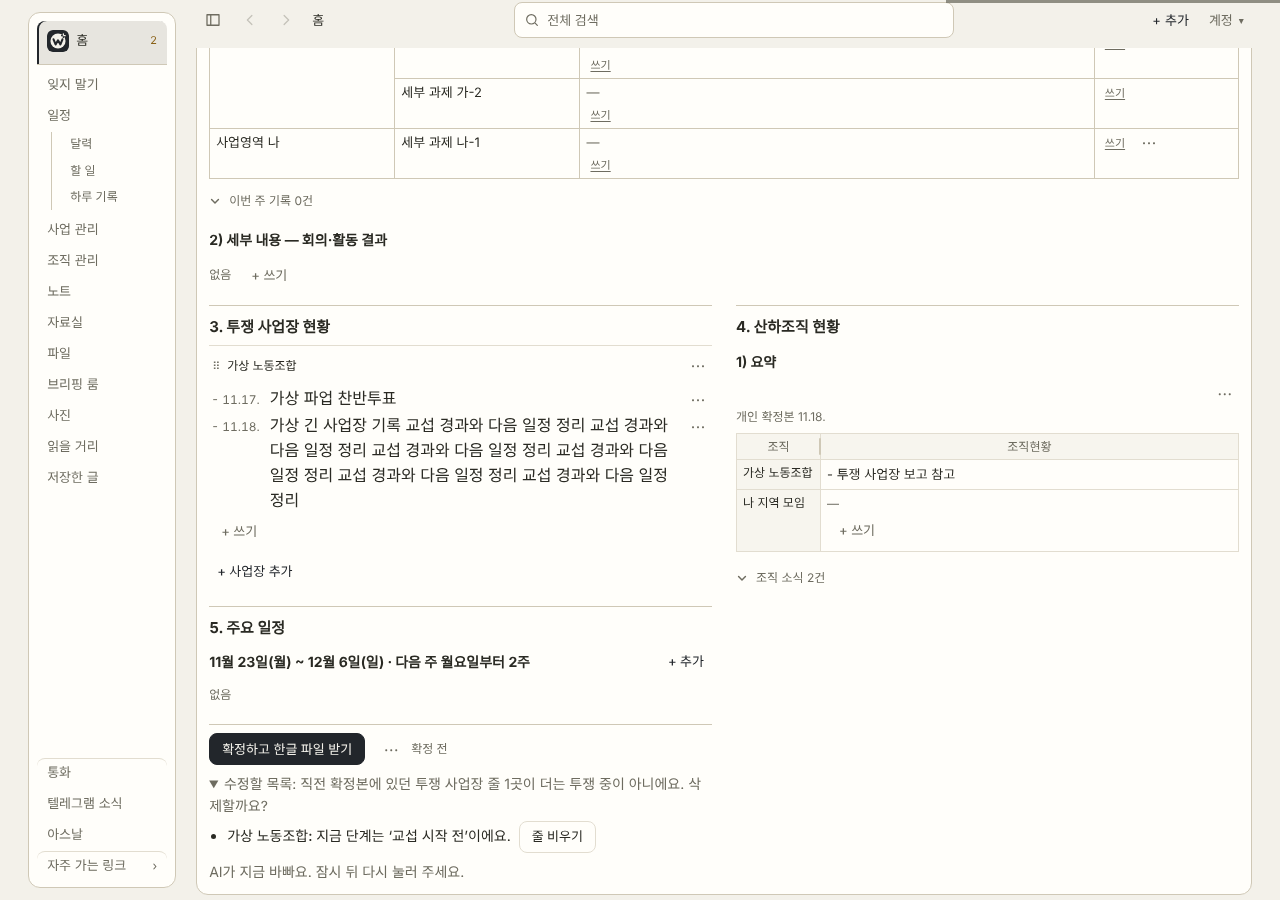 홈
2
잊지 말기
일정
달력
할 일
하루 기록
사업 관리
조직 관리
노트
자료실
파일
브리핑 룸
사진
읽을 거리
저장한 글
통화
텔레그램 소식
아스날
자주 가는 링크 ›
홈
전체 검색
+ 추가
계정 ▾
쓰기
세부 과제 가-2
—
쓰기
쓰기
사업영역 나
세부 과제 나-1
—
쓰기
쓰기 ⋯
이번 주 기록 0건
2) 세부 내용 — 회의·활동 결과
없음 + 쓰기
3. 투쟁 사업장 현황
가상 노동조합 ⋯
- 11.17. 가상 파업 찬반투표 ⋯
- 11.18. 가상 긴 사업장 기록 교섭 경과와 다음 일정 정리 교섭 경과와 ⋯
다음 일정 정리 교섭 경과와 다음 일정 정리 교섭 경과와 다음
일정 정리 교섭 경과와 다음 일정 정리 교섭 경과와 다음 일정
정리
+ 쓰기
+ 사업장 추가
4. 산하조직 현황
1) 요약
⋯
개인 확정본 11.18.
조직 조직현황
가상 노동조합 - 투쟁 사업장 보고 참고
나 지역 모임 —
+ 쓰기
조직 소식 2건
5. 주요 일정
11월 23일(월) ~ 12월 6일(일) · 다음 주 월요일부터 2주 + 추가
없음
확정하고 한글 파일 받기 ⋯ 확정 전
▼ 수정할 목록: 직전 확정본에 있던 투쟁 사업장 줄 1곳이 더는 투쟁 중이 아니에요. 삭
제할까요?
• 가상 노동조합: 지금 단계는 ‘교섭 시작 전’이에요. 줄 비우기
AI가 지금 바빠요. 잠시 뒤 다시 눌러 주세요.